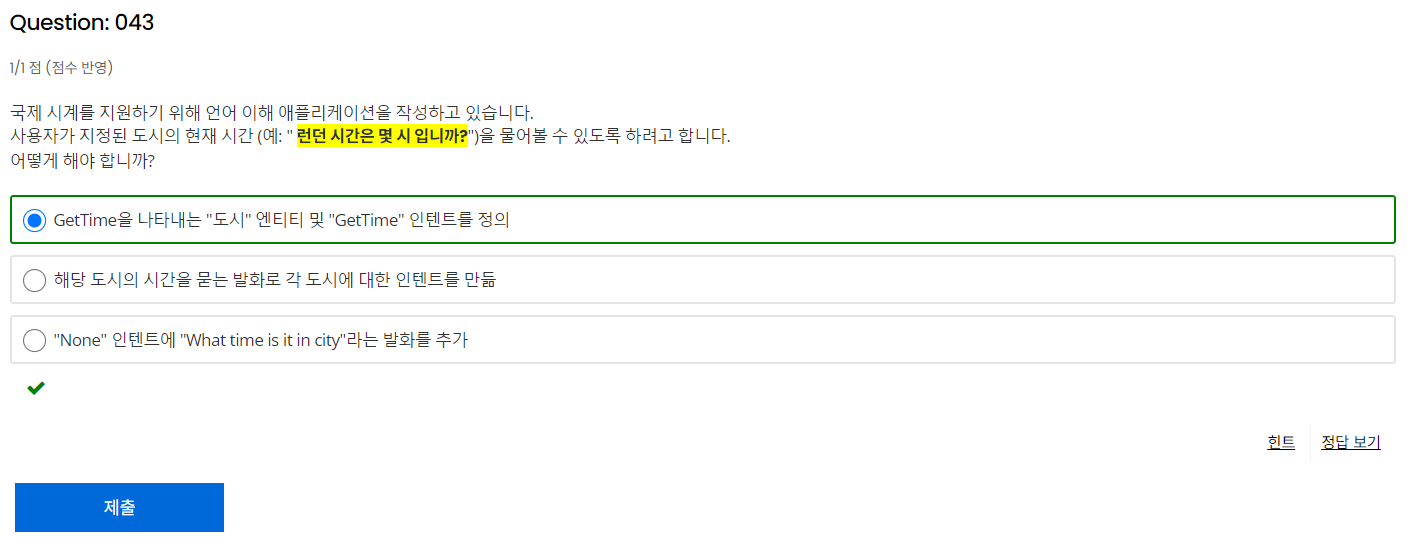 Question: 043
1/1 점 (점수 반영)
국제 시계를 지원하기 위해 언어 이해 애플리케이션을 작성하고 있습니다.
사용자가 지정된 도시의 현재 시간 (예: " 런던 시간은 몇 시 입니까?")을 물어볼 수 있도록 하려고 합니다.
어떻게 해야 합니까?
GetTime을 나타내는 "도시" 엔티티 및 "GetTime" 인텐트를 정의
해당 도시의 시간을 묻는 발화로 각 도시에 대한 인텐트를 만듦
"None" 인텐트에 "What time is it in city"라는 발화를 추가
힌트 정답 보기
제출